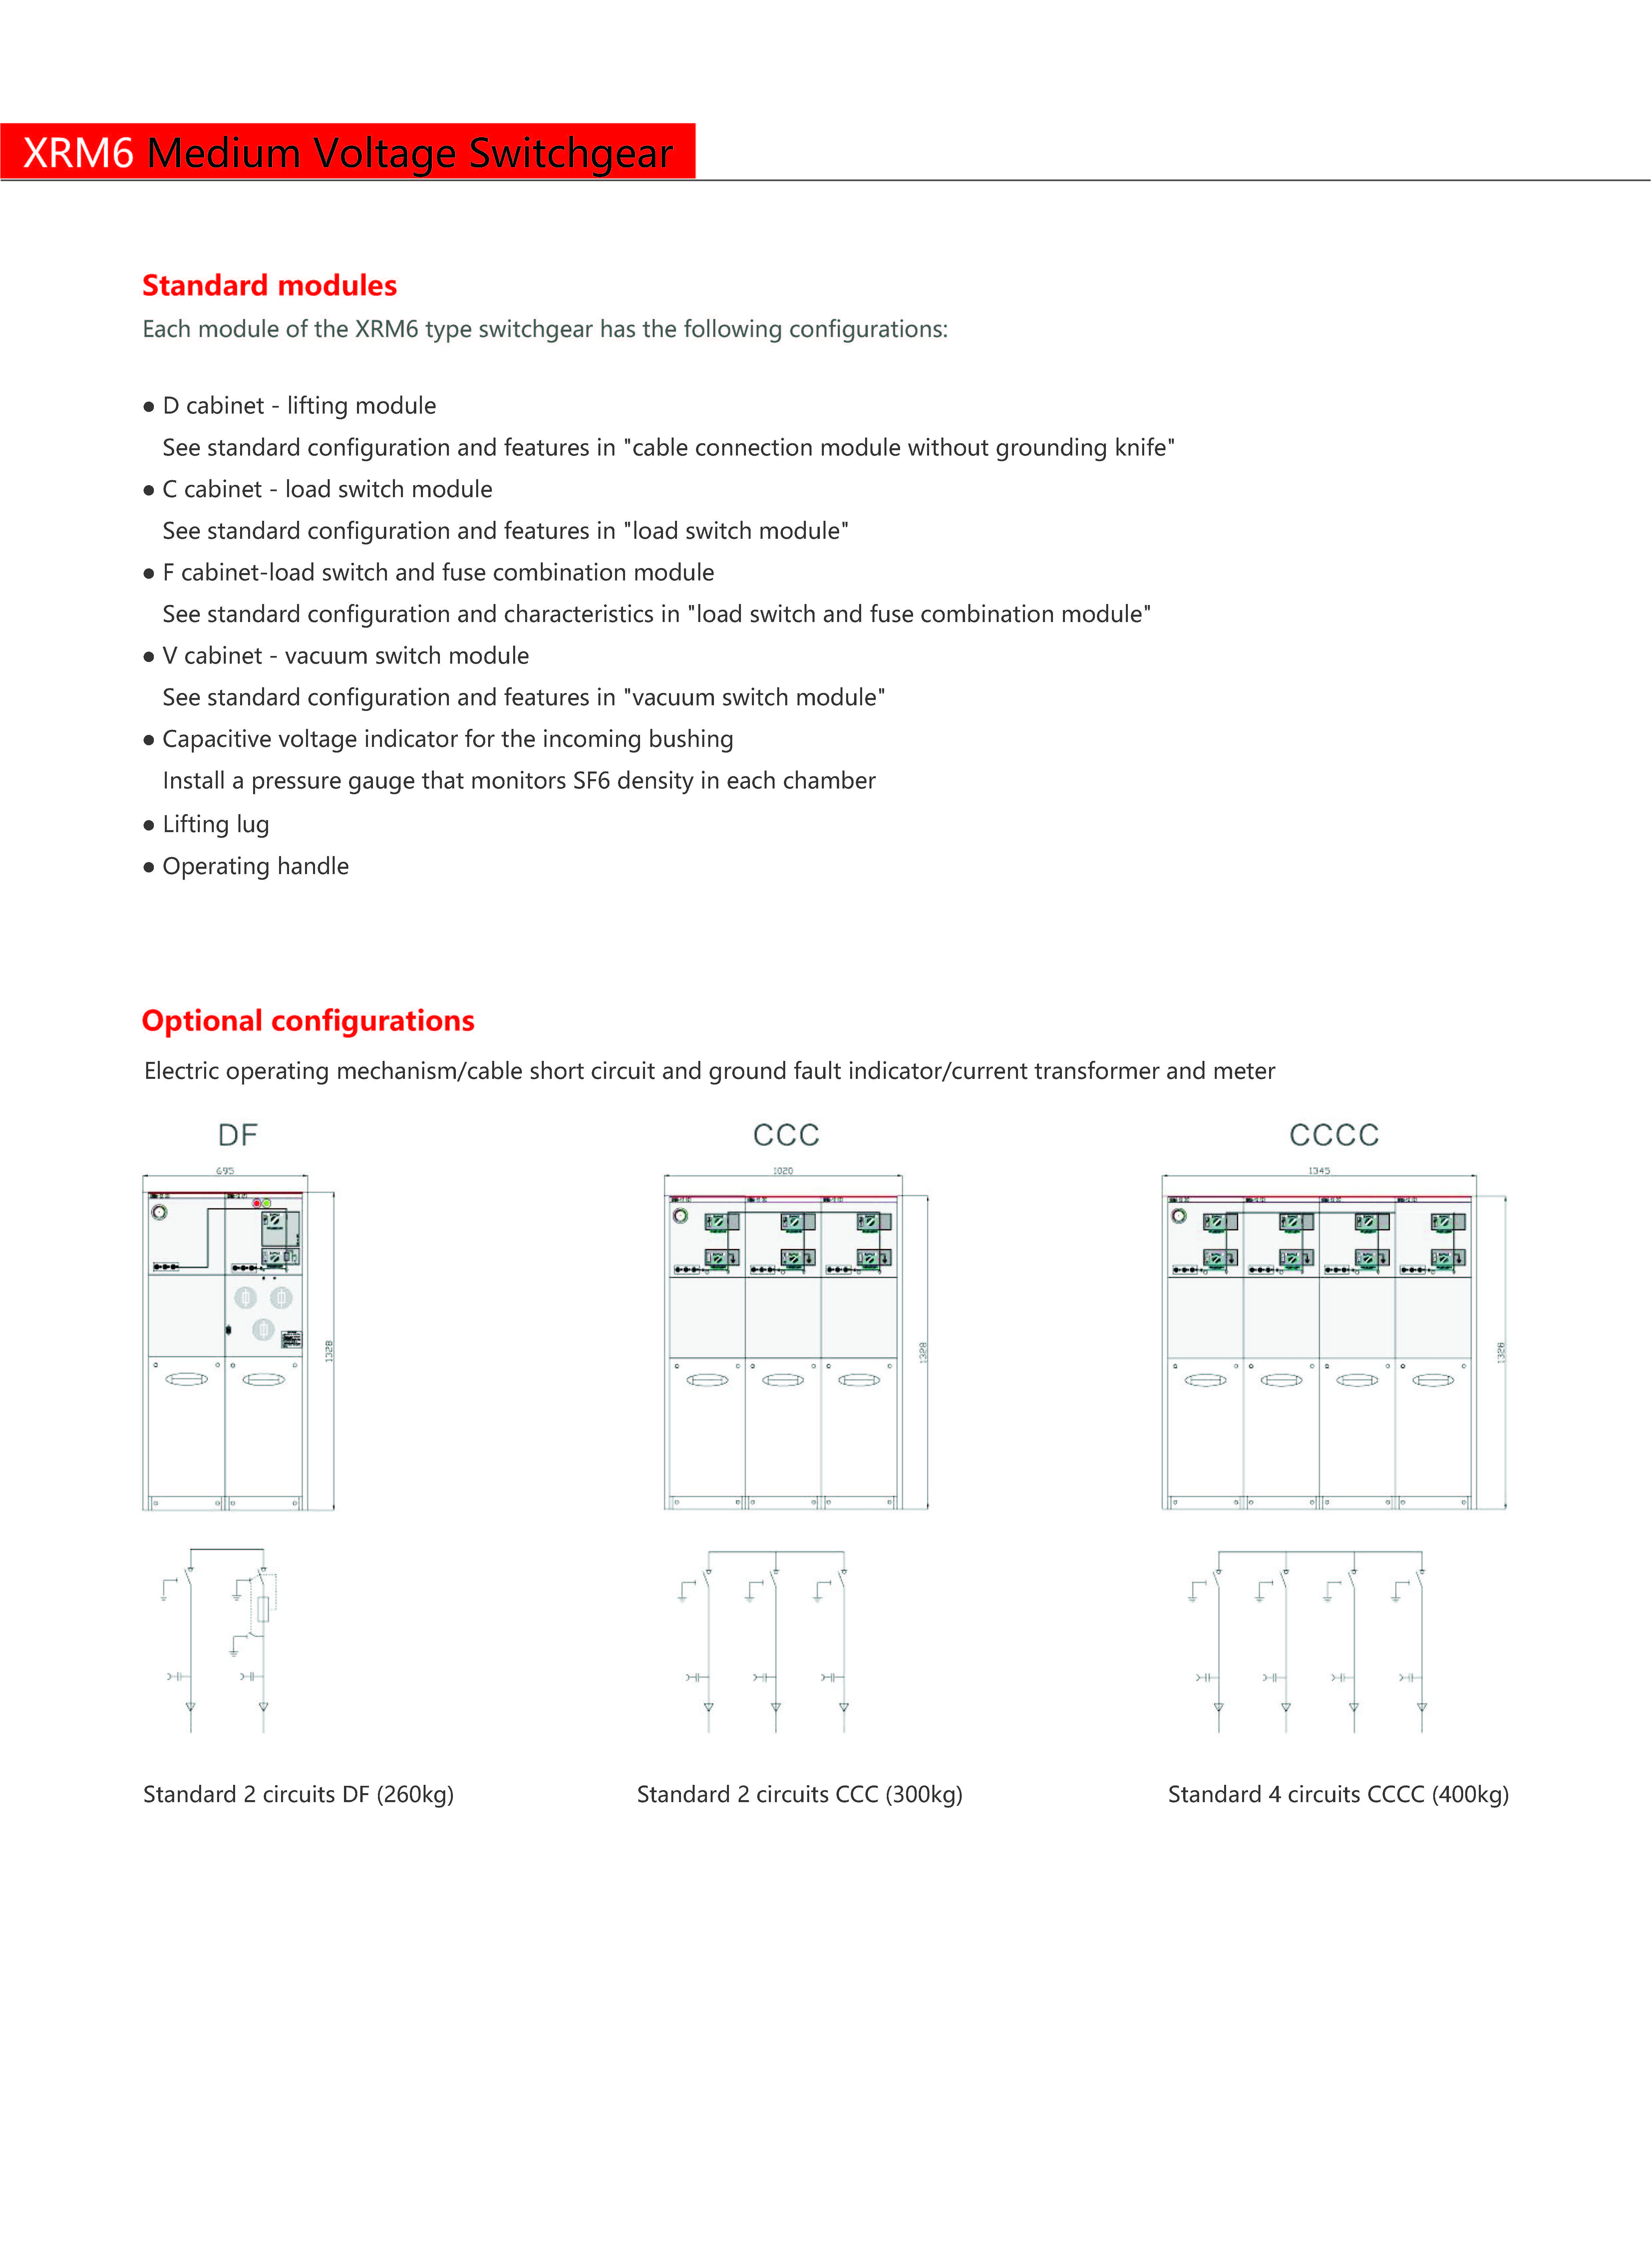 XRM6 Medium Voltage Switchgear
Standard modules
Each module of the XRM6 type switchgear has the following configurations:
● D cabinet - lifting module
See standard configuration and features in "cable connection module without grounding knife"
● C cabinet - load switch module
See standard configuration and features in "load switch module"
● F cabinet-load switch and fuse combination module
See standard configuration and characteristics in "load switch and fuse combination module"
● V cabinet - vacuum switch module
See standard configuration and features in "vacuum switch module"
● Capacitive voltage indicator for the incoming bushing
Install a pressure gauge that monitors SF6 density in each chamber
● Lifting lug
● Operating handle
Optional configurations
Electric operating mechanism/cable short circuit and ground fault indicator/current transformer and meter
DF
CCC
CCCC
695
1020
1345
1328
1328
1328
Standard 2 circuits DF (260kg)
Standard 2 circuits CCC (300kg)
Standard 4 circuits CCCC (400kg)